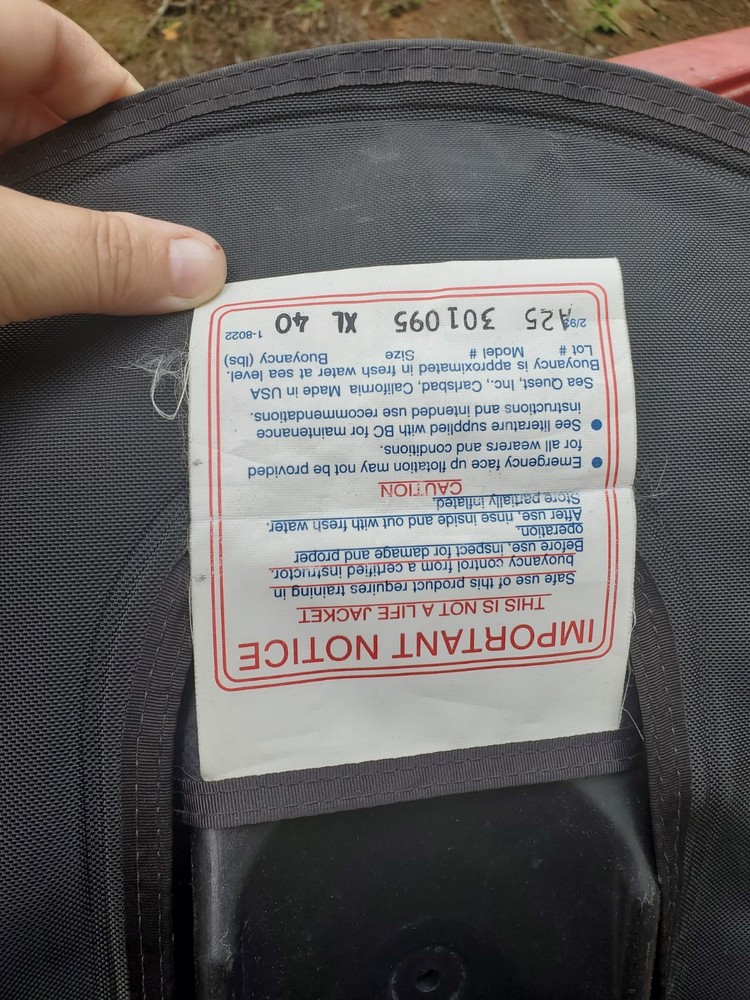 IMPORTANT NOTICE
THIS IS NOT A LIFE JACKET
Safe use of this product requires training in
buoyancy control from a certified instructor.
Before use, inspect for damage and proper
operation.
After use, rinse inside and out with fresh water.
Store partially inflated.
CAUTION
● Emergency face up flotation may not be provided
for all wearers and conditions.
● See literature supplied with BC for maintenance
instructions and intended use recommendations.
Sea Quest, Inc., Carlsbad, California Made in USA
Buoyancy is approximated in fresh water at sea level.
Lot # Model # Size Buoyancy (lbs)
A25 301095 XL 40
1-8022